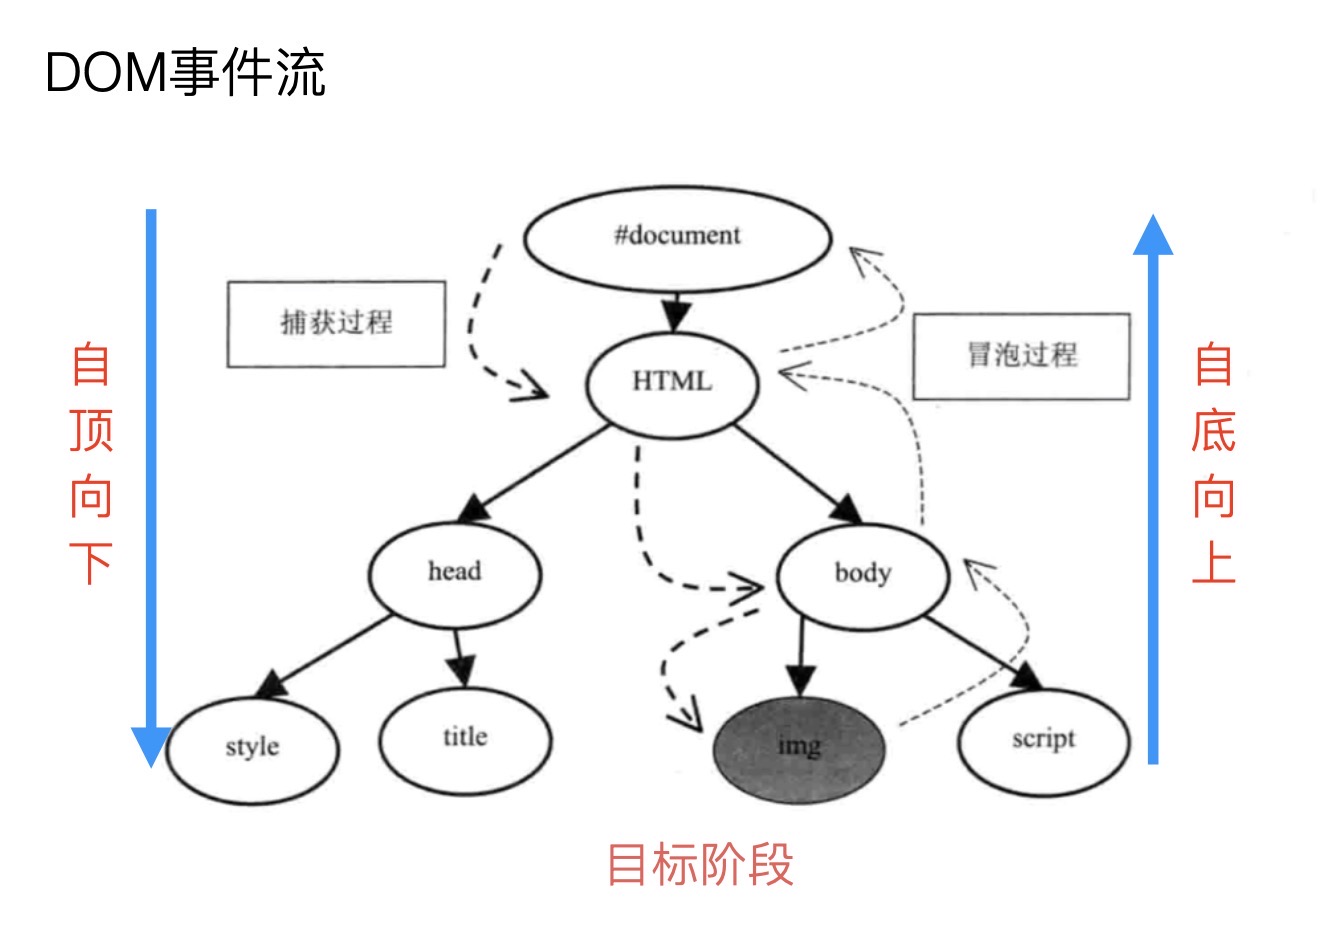 DOM事件流
#document
捕获过程
冒泡过程
HTML
自顶向下
自底向上
head
body
style
title
img
script
目标阶段